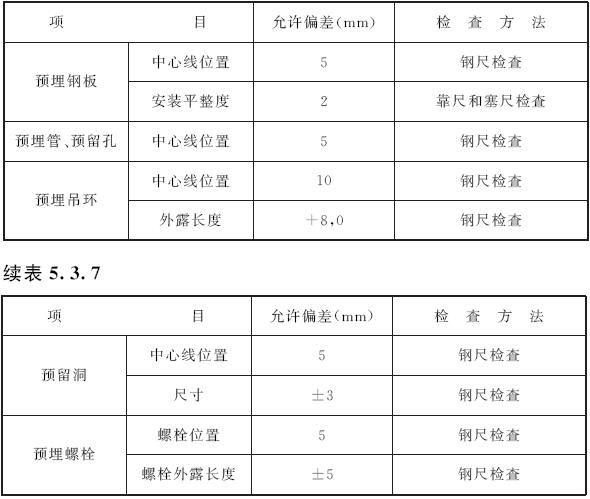 项 目 允许偏差(mm) 检 查 方 法
预埋钢板 中心线位置 5 钢尺检查
安装平整度 2 靠尺和塞尺检查
预埋管、预留孔 中心线位置 5 钢尺检查
预埋吊环 中心线位置 10 钢尺检查
外露长度 +8,0 钢尺检查
续表 5.3.7
项 目 允许偏差(mm) 检 查 方 法
预留洞 中心线位置 5 钢尺检查
尺寸 ±3 钢尺检查
预埋螺栓 螺栓位置 5 钢尺检查
螺栓外露长度 ±5 钢尺检查